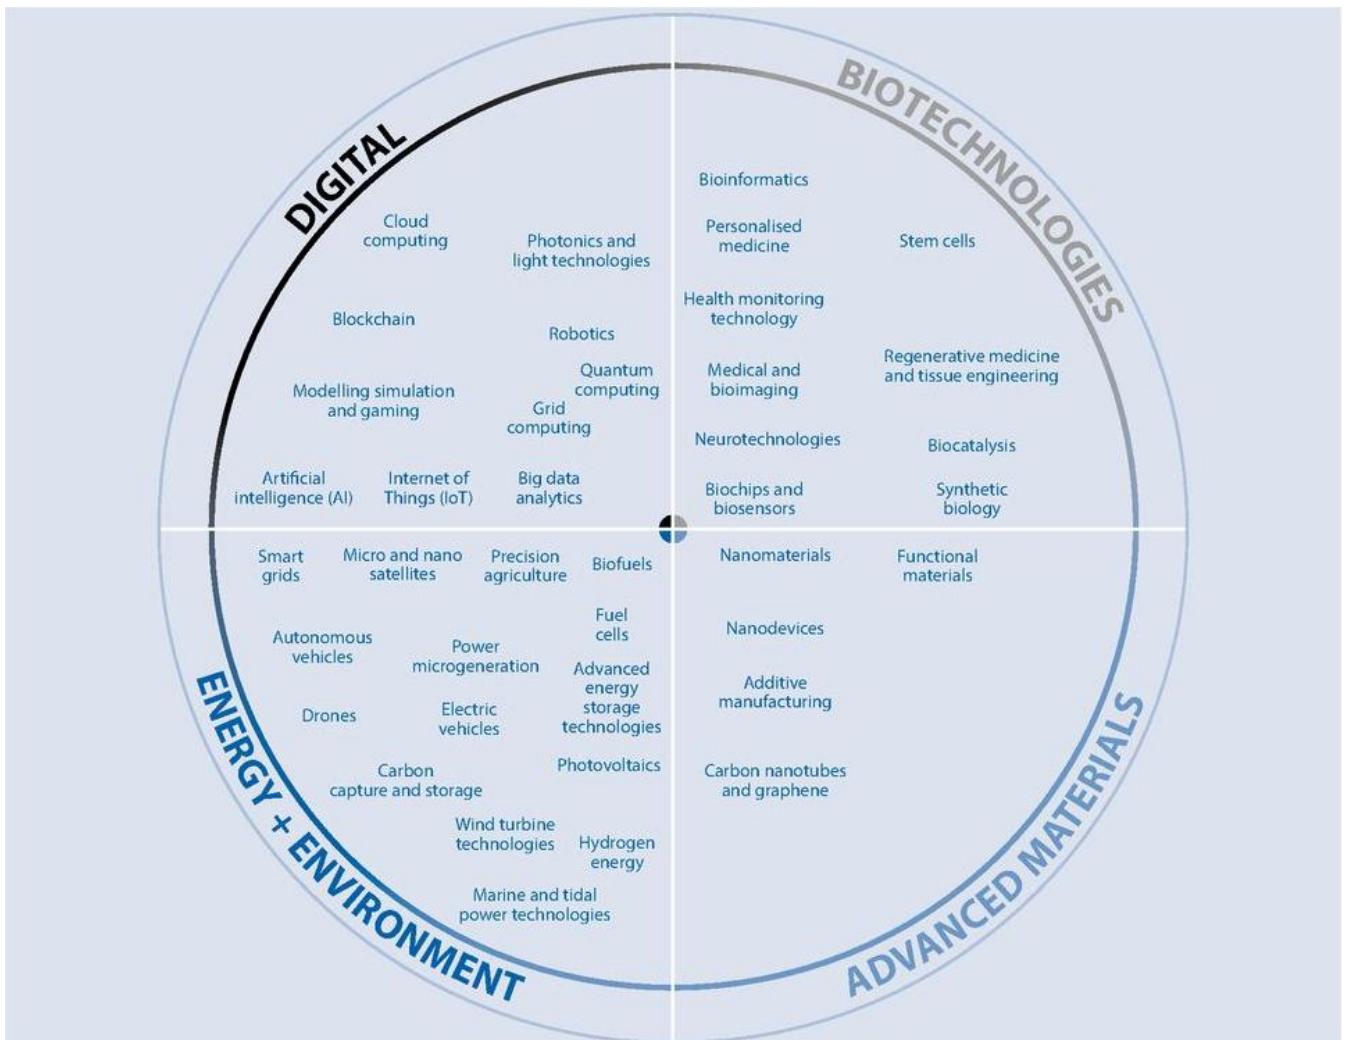 DIGITAL
Cloud
computing
Photonics and
light technologies
Blockchain
Robotics
Quantum
computing
Modelling simulation
and gaming
Grid
computing
Artificial
intelligence (AI)
Internet of
Things (IoT)
Big data
analytics
BIOTECHNOLOGIES
Bioinformatics
Personalised
medicine
Stem cells
Health monitoring
technology
Regenerative medicine
and tissue engineering
Medical and
bioimaging
Neurotechnologies
Biocatalysis
Biochips and
biosensors
Synthetic
biology
ENERGY + ENVIRONMENT
Smart
grids
Micro and nano
satellites
Precision
agriculture
Biofuels
Fuel
cells
Autonomous
vehicles
Power
microgeneration
Advanced
energy
storage
technologies
Drones
Electric
vehicles
Photovoltaics
Carbon
capture and storage
Wind turbine
technologies
Hydrogen
energy
Marine and tidal
power technologies
ADVANCED MATERIALS
Nanomaterials
Functional
materials
Nanodevices
Additive
manufacturing
Carbon nanotubes
and graphene